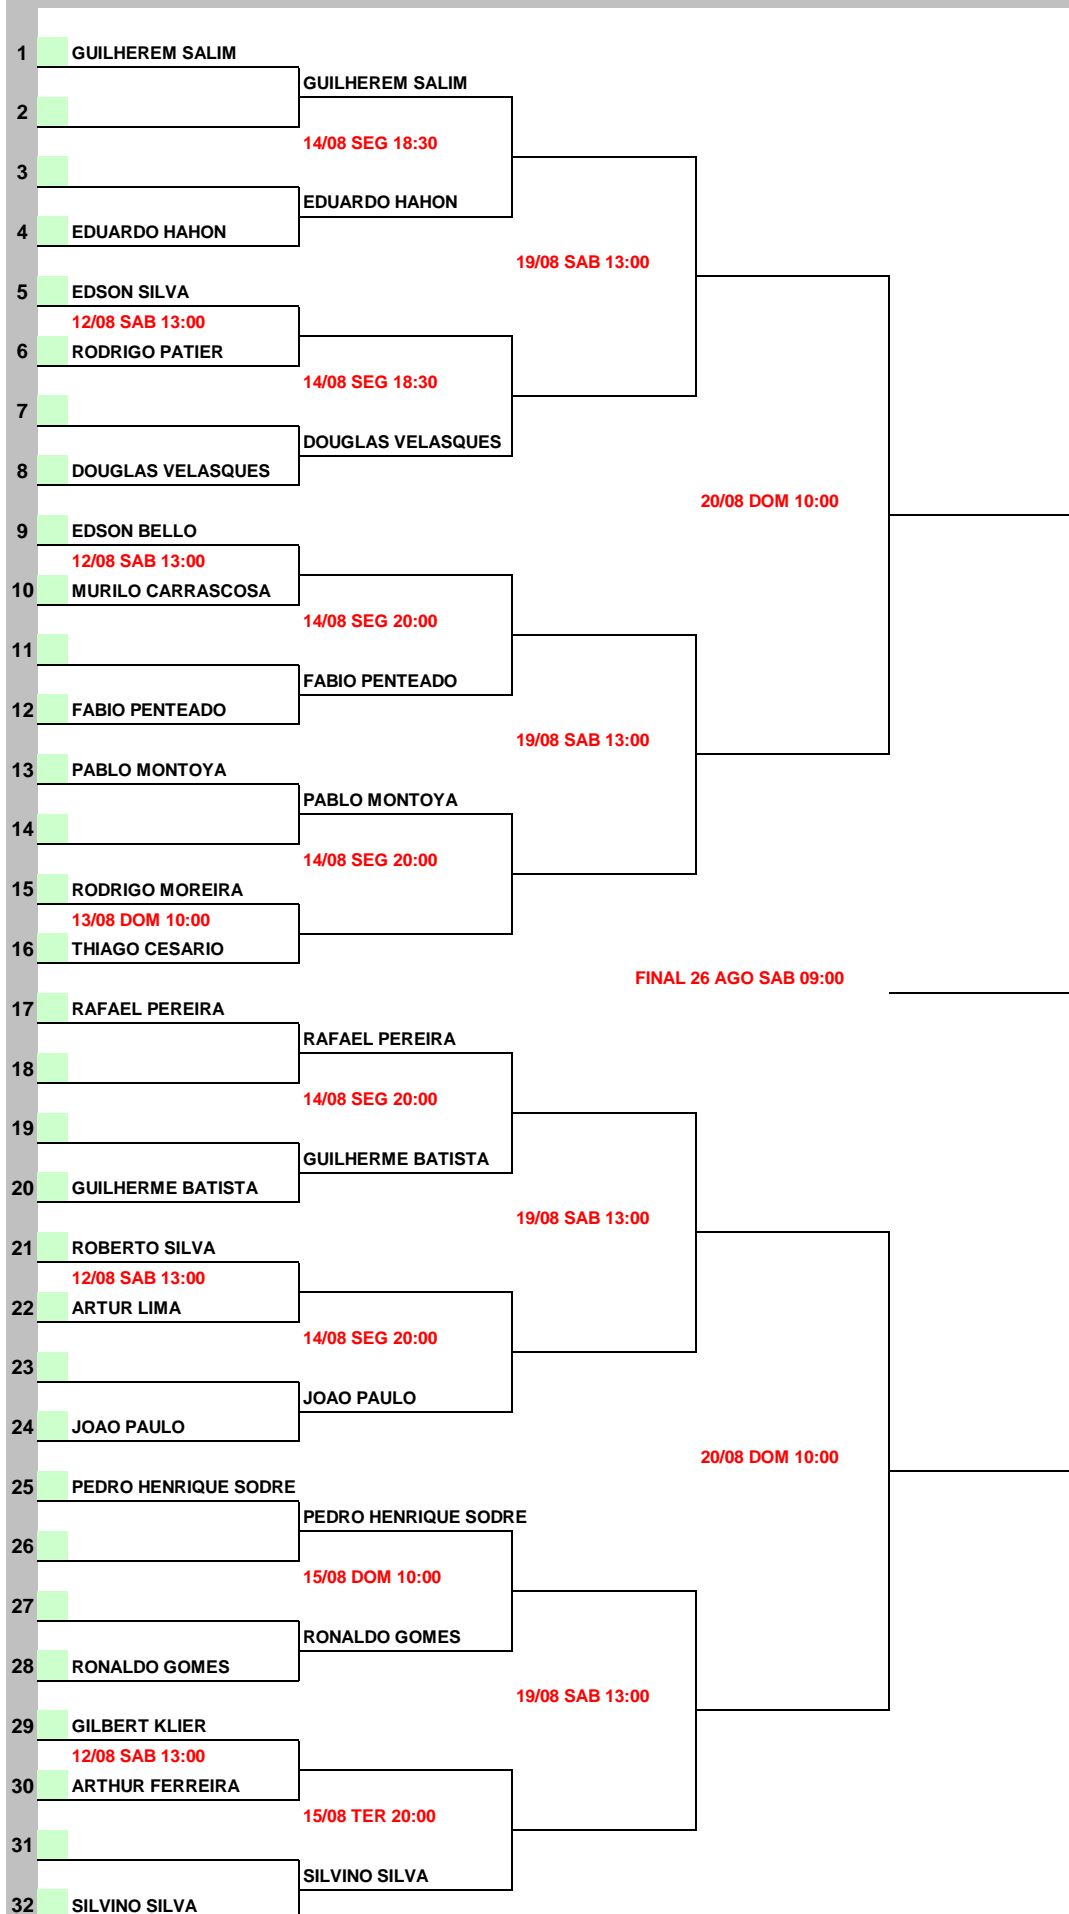 1 GUILHEREM SALIM
GUILHEREM SALIM
2
14/08 SEG 18:30
3
EDUARDO HAHON
4 EDUARDO HAHON
19/08 SAB 13:00
5 EDSON SILVA
12/08 SAB 13:00
6 RODRIGO PATIER
14/08 SEG 18:30
7
DOUGLAS VELASQUES
8 DOUGLAS VELASQUES
20/08 DOM 10:00
9 EDSON BELLO
12/08 SAB 13:00
10 MURILO CARRASCOSA
14/08 SEG 20:00
11
FABIO PENTEADO
12 FABIO PENTEADO
19/08 SAB 13:00
13 PABLO MONTOYA
PABLO MONTOYA
14
14/08 SEG 20:00
15 RODRIGO MOREIRA
13/08 DOM 10:00
16 THIAGO CESARIO
FINAL 26 AGO SAB 09:00
17 RAFAEL PEREIRA
RAFAEL PEREIRA
18
14/08 SEG 20:00
19
GUILHERME BATISTA
20 GUILHERME BATISTA
19/08 SAB 13:00
21 ROBERTO SILVA
12/08 SAB 13:00
22 ARTUR LIMA
14/08 SEG 20:00
23
JOAO PAULO
24 JOAO PAULO
20/08 DOM 10:00
25 PEDRO HENRIQUE SODRE
PEDRO HENRIQUE SODRE
26
15/08 DOM 10:00
27
RONALDO GOMES
28 RONALDO GOMES
19/08 SAB 13:00
29 GILBERT KLIER
12/08 SAB 13:00
30 ARTHUR FERREIRA
15/08 TER 20:00
31
SILVINO SILVA
32 SILVINO SILVA